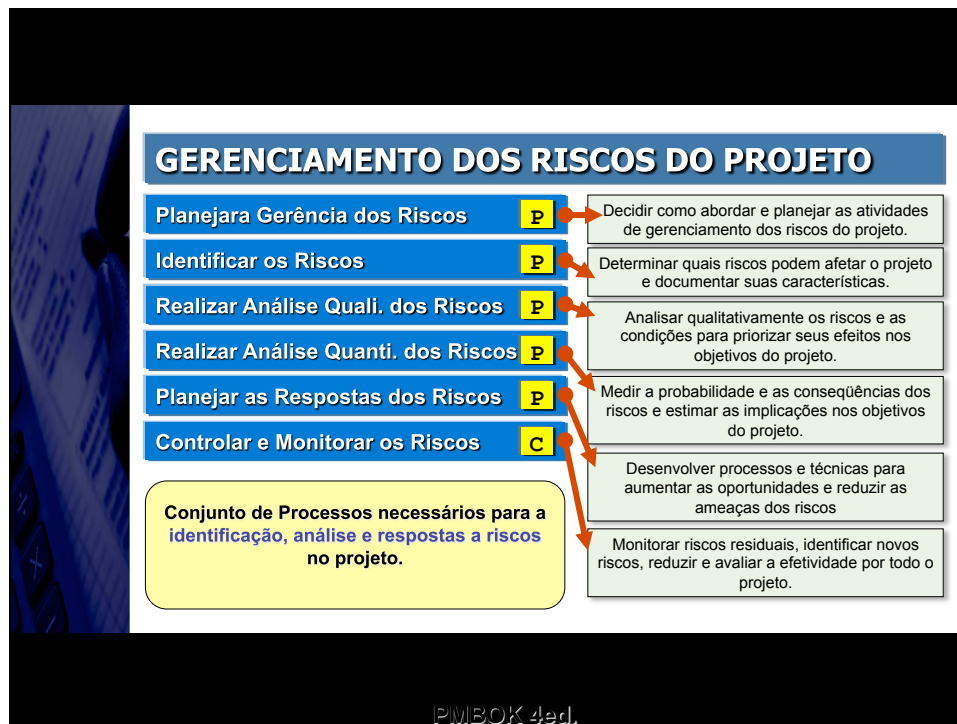 GERENCIAMENTO DOS RISCOS DO PROJETO
Planejara Gerência dos Riscos P
Decidir como abordar e planejar as atividades
de gerenciamento dos riscos do projeto.
Identificar os Riscos P
Determinar quais riscos podem afetar o projeto
e documentar suas características.
Realizar Análise Quali. dos Riscos P
Analisar qualitativamente os riscos e as
condições para priorizar seus efeitos nos
objetivos do projeto.
Realizar Análise Quanti. dos Riscos P
Medir a probabilidade e as conseqüências dos
riscos e estimar as implicações nos objetivos
do projeto.
Planejar as Respostas dos Riscos P
Desenvolver processos e técnicas para
aumentar as oportunidades e reduzir as
ameaças dos riscos
Controlar e Monitorar os Riscos C
Monitorar riscos residuais, identificar novos
riscos, reduzir e avaliar a efetividade por todo o
projeto.
Conjunto de Processos necessários para a
identificação, análise e respostas a riscos
no projeto.
PMBOK 4ed.